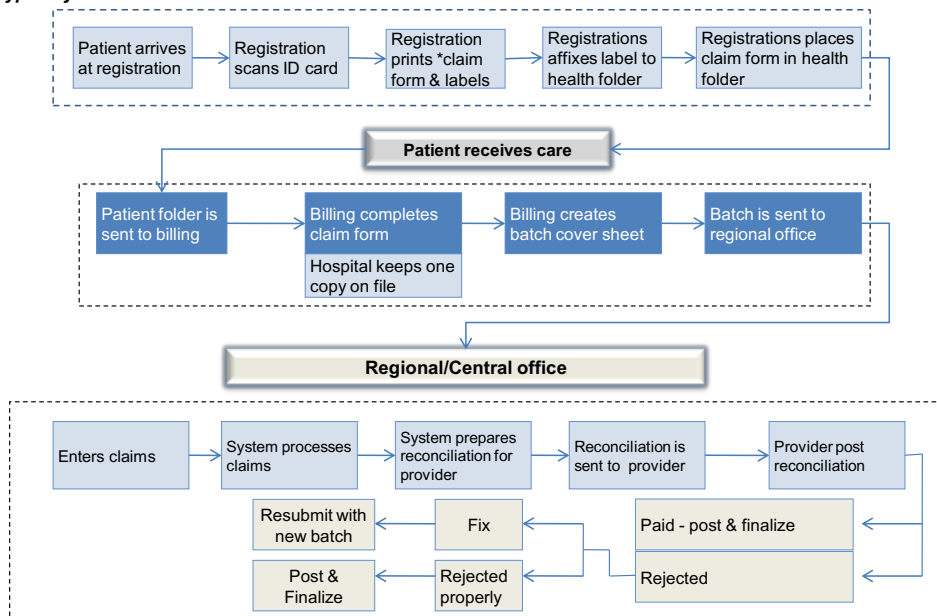 Patient arrives
at registration
Registration
scans ID card
Registration
prints *claim
form & labels
Registrations
affixes label to
health folder
Registrations places
claim form in health
folder
Patient receives care
Patient folder is
sent to billing
Billing completes
claim form
Hospital keeps one
copy on file
Billing creates
batch cover sheet
Batch is sent to
regional office
Regional/Central office
Enters claims
System processes
claims
System prepares
reconciliation for
provider
Reconciliation is
sent to provider
Provider post
reconciliation
Resubmit with
new batch
Fix
Paid - post & finalize
Post &
Finalize
Rejected
properly
Rejected